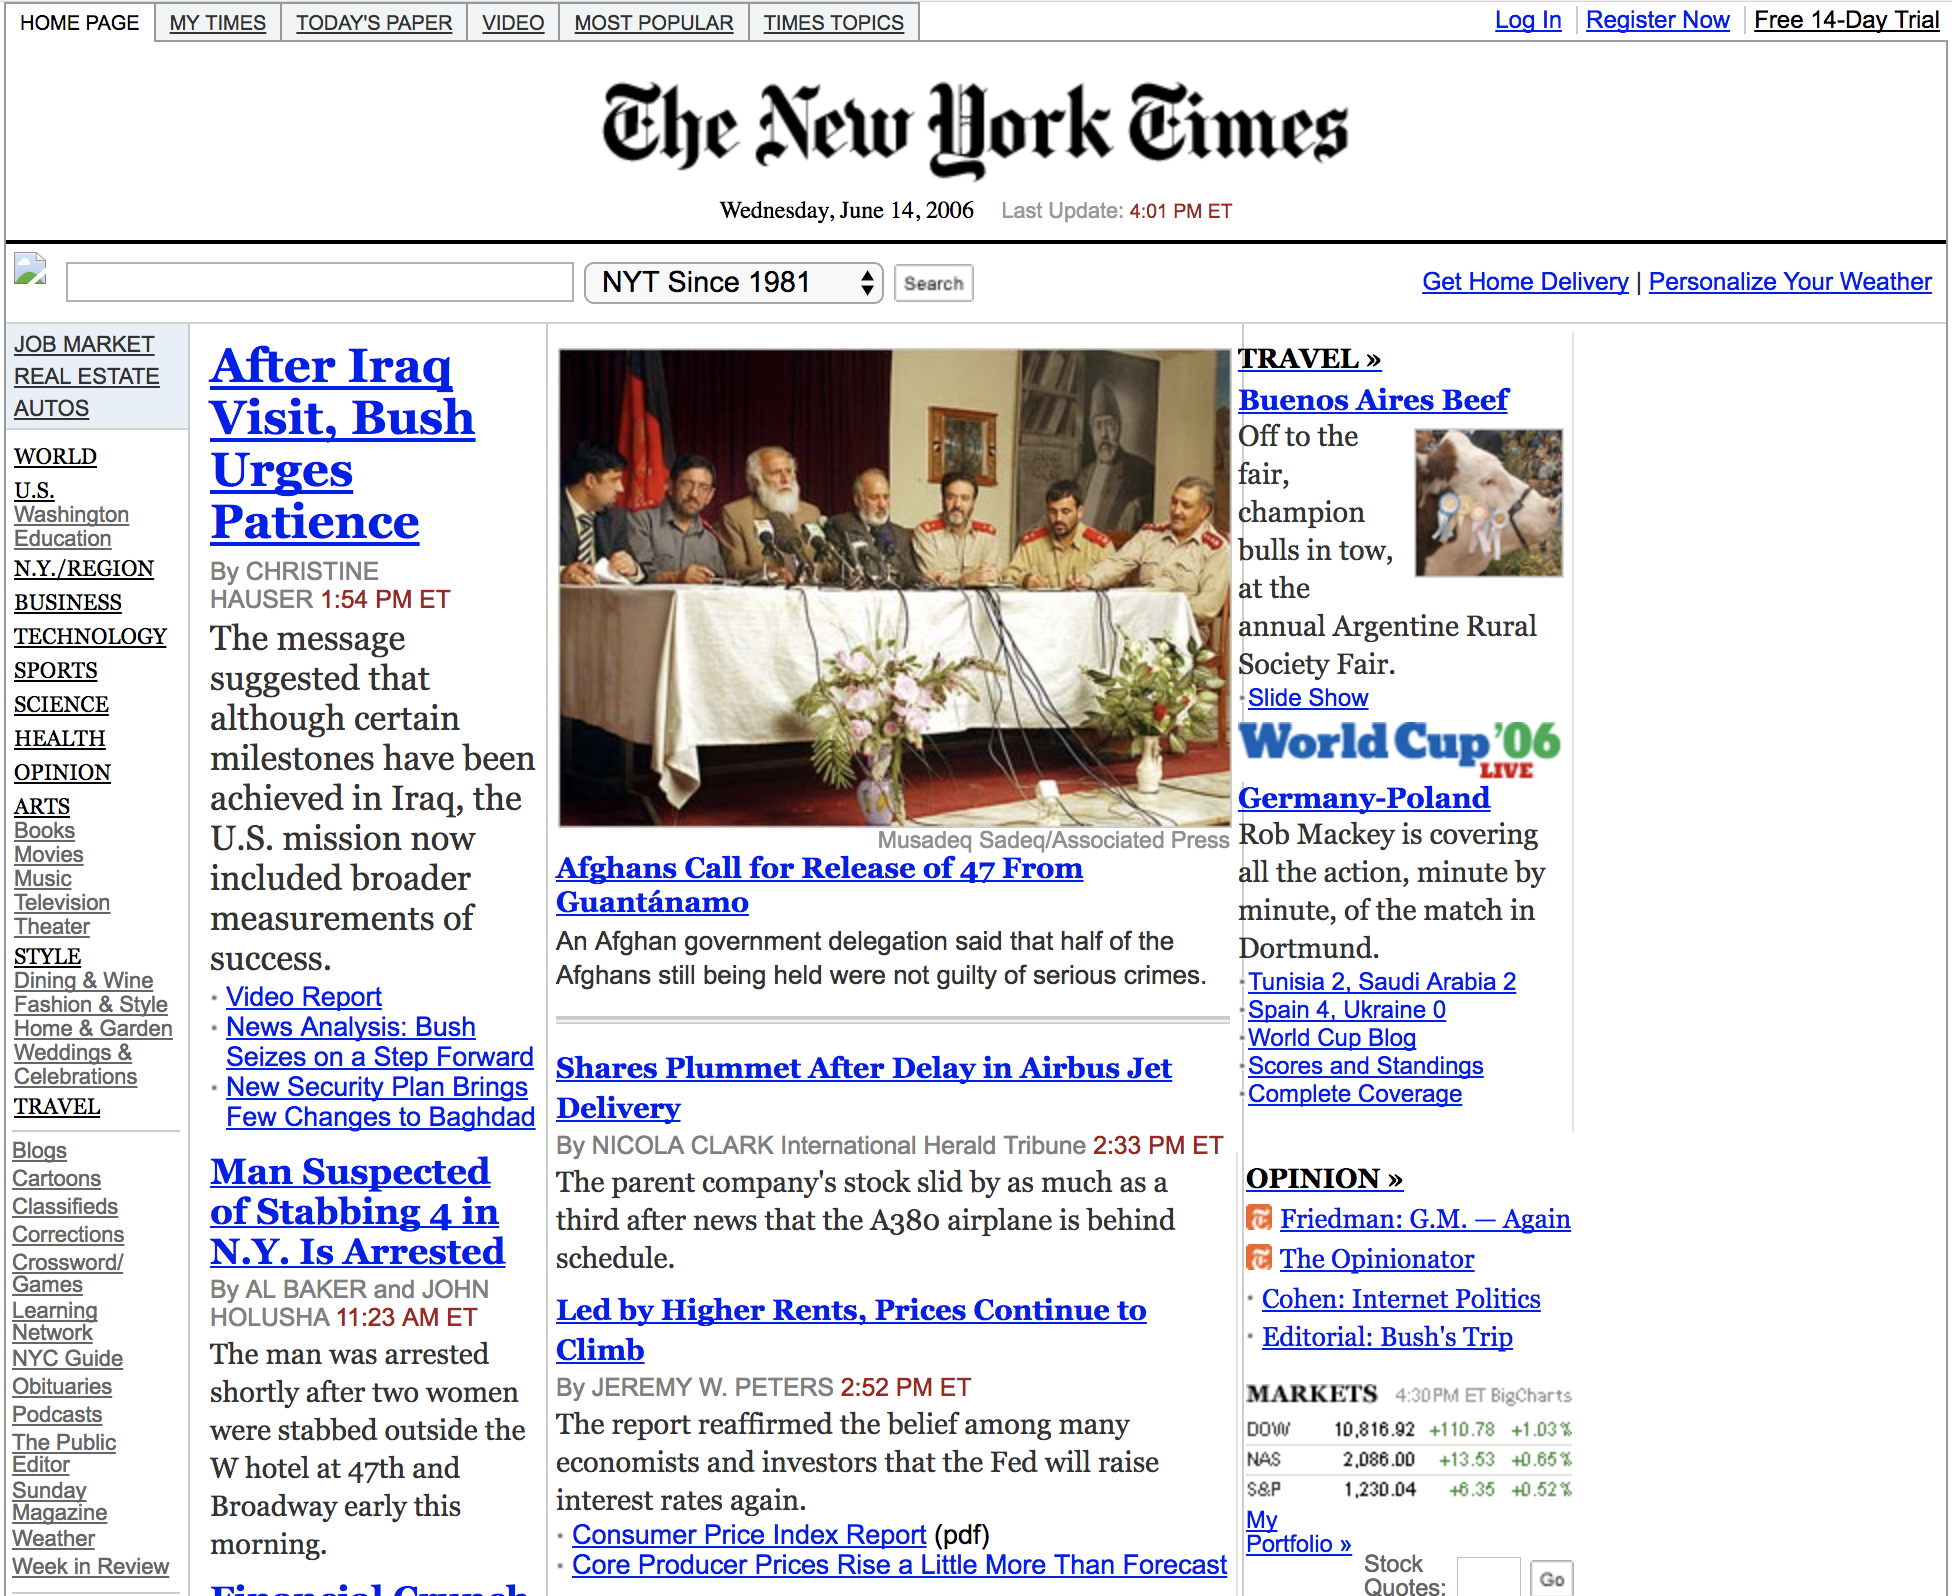 HOME PAGE
MY TIMES
TODAY'S PAPER
VIDEO
MOST POPULAR
TIMES TOPICS
Log In
Register Now
Free 14-Day Trial
The New York Times
Wednesday, June 14, 2006 Last Update: 4:01 PM ET
NYT Since 1981
Search
Get Home Delivery | Personalize Your Weather
JOB MARKET
REAL ESTATE
AUTOS
WORLD
U.S.
Washington
Education
N.Y./REGION
BUSINESS
TECHNOLOGY
SPORTS
SCIENCE
HEALTH
OPINION
ARTS
Books
Movies
Music
Television
Theater
STYLE
Dining & Wine
Fashion & Style
Home & Garden
Weddings &
Celebrations
TRAVEL
Blogs
Cartoons
Classifieds
Corrections
Crossword/
Games
Learning
Network
NYC Guide
Obituaries
Podcasts
The Public
Editor
Sunday
Magazine
Weather
Week in Review
After Iraq
Visit, Bush
Urges
Patience
By CHRISTINE
HAUSER 1:54 PM ET
The message
suggested that
although certain
milestones have been
achieved in Iraq, the
U.S. mission now
included broader
measurements of
success.
· Video Report
· News Analysis: Bush
Seizes on a Step Forward
· New Security Plan Brings
Few Changes to Baghdad
Man Suspected
of Stabbing 4 in
N.Y. Is Arrested
By AL BAKER and JOHN
HOLUSHA 11:23 AM ET
The man was arrested
shortly after two women
were stabbed outside the
W hotel at 47th and
Broadway early this
morning.
Financial Crunch
Musadeq Sadeq/Associated Press
Afghans Call for Release of 47 From
Guantánamo
An Afghan government delegation said that half of the
Afghans still being held were not guilty of serious crimes.
Shares Plummet After Delay in Airbus Jet
Delivery
By NICOLA CLARK International Herald Tribune 2:33 PM ET
The parent company's stock slid by as much as a
third after news that the A380 airplane is behind
schedule.
Led by Higher Rents, Prices Continue to
Climb
By JEREMY W. PETERS 2:52 PM ET
The report reaffirmed the belief among many
economists and investors that the Fed will raise
interest rates again.
· Consumer Price Index Report (pdf)
· Core Producer Prices Rise a Little More Than Forecast
TRAVEL »
Buenos Aires Beef
Off to the
fair,
champion
bulls in tow,
at the
annual Argentine Rural
Society Fair.
· Slide Show
World Cup '06
LIVE
Germany-Poland
Rob Mackey is covering
all the action, minute by
minute, of the match in
Dortmund.
· Tunisia 2, Saudi Arabia 2
· Spain 4, Ukraine 0
· World Cup Blog
· Scores and Standings
· Complete Coverage
OPINION »
Friedman: G.M. — Again
The Opinionator
· Cohen: Internet Politics
· Editorial: Bush's Trip
MARKETS 4:30PM ET BigCharts
DOW 10,816.92 +110.78 +1.03%
NAS 2,086.00 +13.53 +0.65%
S&P 1,230.04 +6.35 +0.52%
My
Portfolio »
Stock
Quotes:
Go